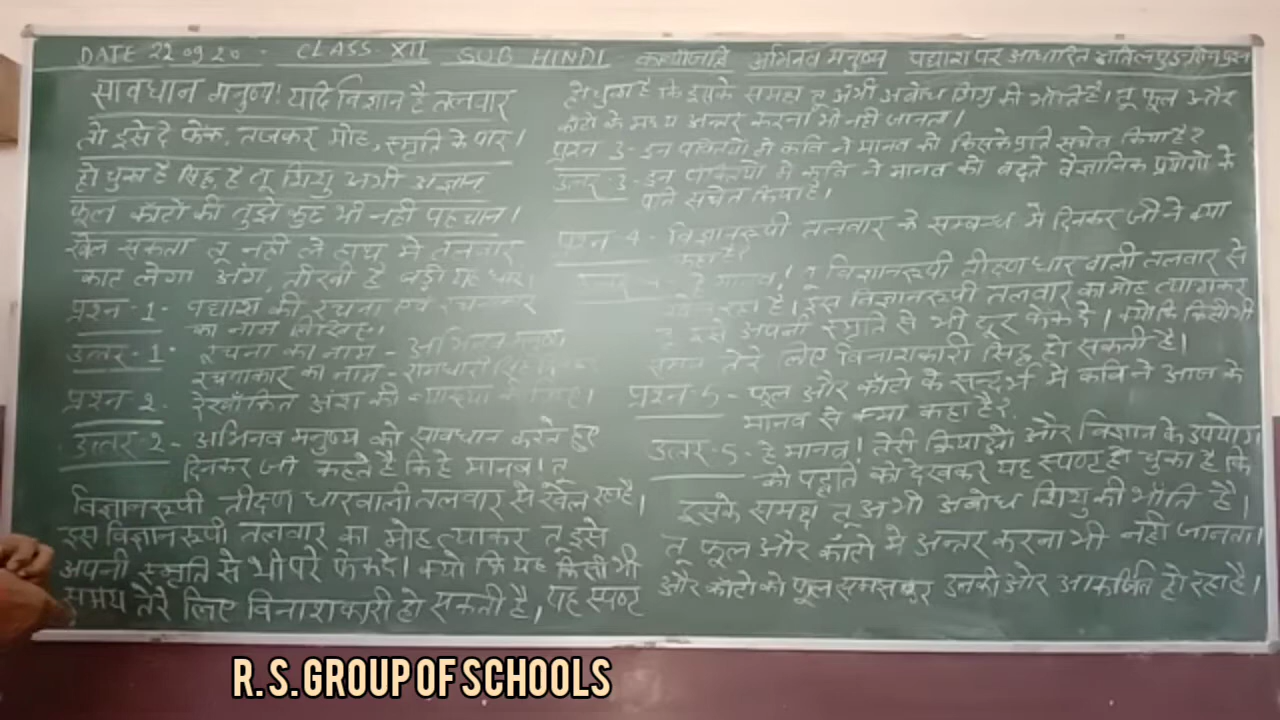 DATE 22 09 20 - CLASS XII SUB HINDI काव्यांजलि अभिनव मनुष्य पद्यांश पर आधारित
सावधान मनुष्य! यदि विज्ञान है तलवार
तो इसे दे फेंक, तजकर मोह, स्मृति के पार।
हो चुका है सिद्ध, है तू शिशु अभी अज्ञान
फूल काँटों की तुझे कुछ भी नहीं पहचान।
खेल सकता तू नहीं ले हाथ में तलवार
काट लेगा अंग, तीखी है बड़ी यह धार।
प्रश्न-1- पद्यांश की रचना एवं रचनाकार
का नाम लिखिए।
उत्तर-1- रचना का नाम - अभिनव मनुष्य
रचनाकार का नाम - रामधारी सिंह दिनकर
प्रश्न-2. रेखांकित अंश की व्याख्या कीजिए।
उत्तर-2- अभिनव मनुष्य को सावधान करते हुए
दिनकर जी कहते है कि हे मानव। तू
विज्ञानरूपी तीक्ष्ण धारवाली तलवार से खेल रहा है।
इस विज्ञानरूपी तलवार का मोह त्यागकर तू इसे
अपनी स्मृति से भी परे फेंक दे। क्यो कि यह किसी भी
समय तेरे लिए विनाशकारी हो सकती है, यह स्पष्ट
हो चुका है कि इसके समक्ष तू अभी अबोध शिशु की भाँति है। तू फूल और
काँटो के मध्य अन्तर करना भी नही जानता।
प्रश्न 3- इन पंक्तियों में कवि ने मानव को किसके प्रति सचेत किया है?
उत्तर-3- इन पंक्तियों में कवि ने मानव को बढ़ते वैज्ञानिक प्रयोगों के
प्रति सचेत किया है।
प्रश्न 4- विज्ञानरूपी तलवार के सम्बन्ध में दिनकर जी ने क्या
कहा है?
हे मानव! तू विज्ञानरूपी तीक्ष्ण धार वाली तलवार से
खेल रहा है। इस विज्ञानरूपी तलवार का मोह त्यागकर
तू इसे अपनी स्मृति से भी दूर फेंक दे। क्यो कि किसी भी
समय तेरे लिए विनाशकारी सिद्ध हो सकती है।
प्रश्न-5- फूल और काँटो के सन्दर्भ में कवि ने आज के
मानव से क्या कहा है?
उत्तर-5- हे मानव! तेरी क्रियाओं और विज्ञान के उपयोग
की पद्धति को देखकर यह स्पष्ट हो चुका है कि
इसके समक्ष तू अभी अबोध शिशु की भाँति है।
तू फूल और काँटो में अन्तर करना भी नही जानता।
और काँटो को फूल समझकर उनकी ओर आकर्षित हो रहा है।
R. S. GROUP OF SCHOOLS